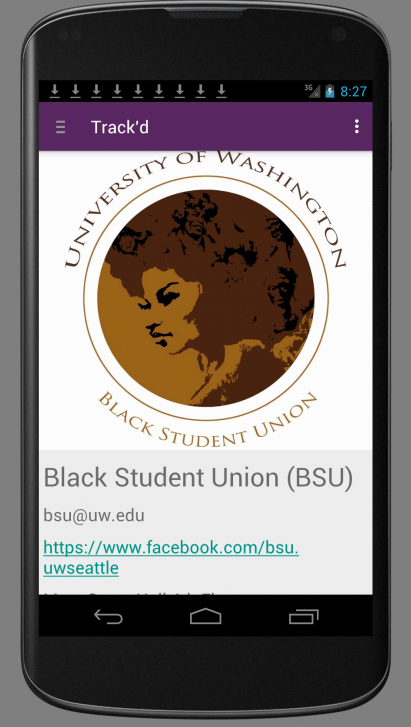 3G 8:27
Track'd
UNIVERSITY OF WASHINGTON
BLACK STUDENT UNION
Black Student Union (BSU)
bsu@uw.edu
https://www.facebook.com/bsu.
uwseattle